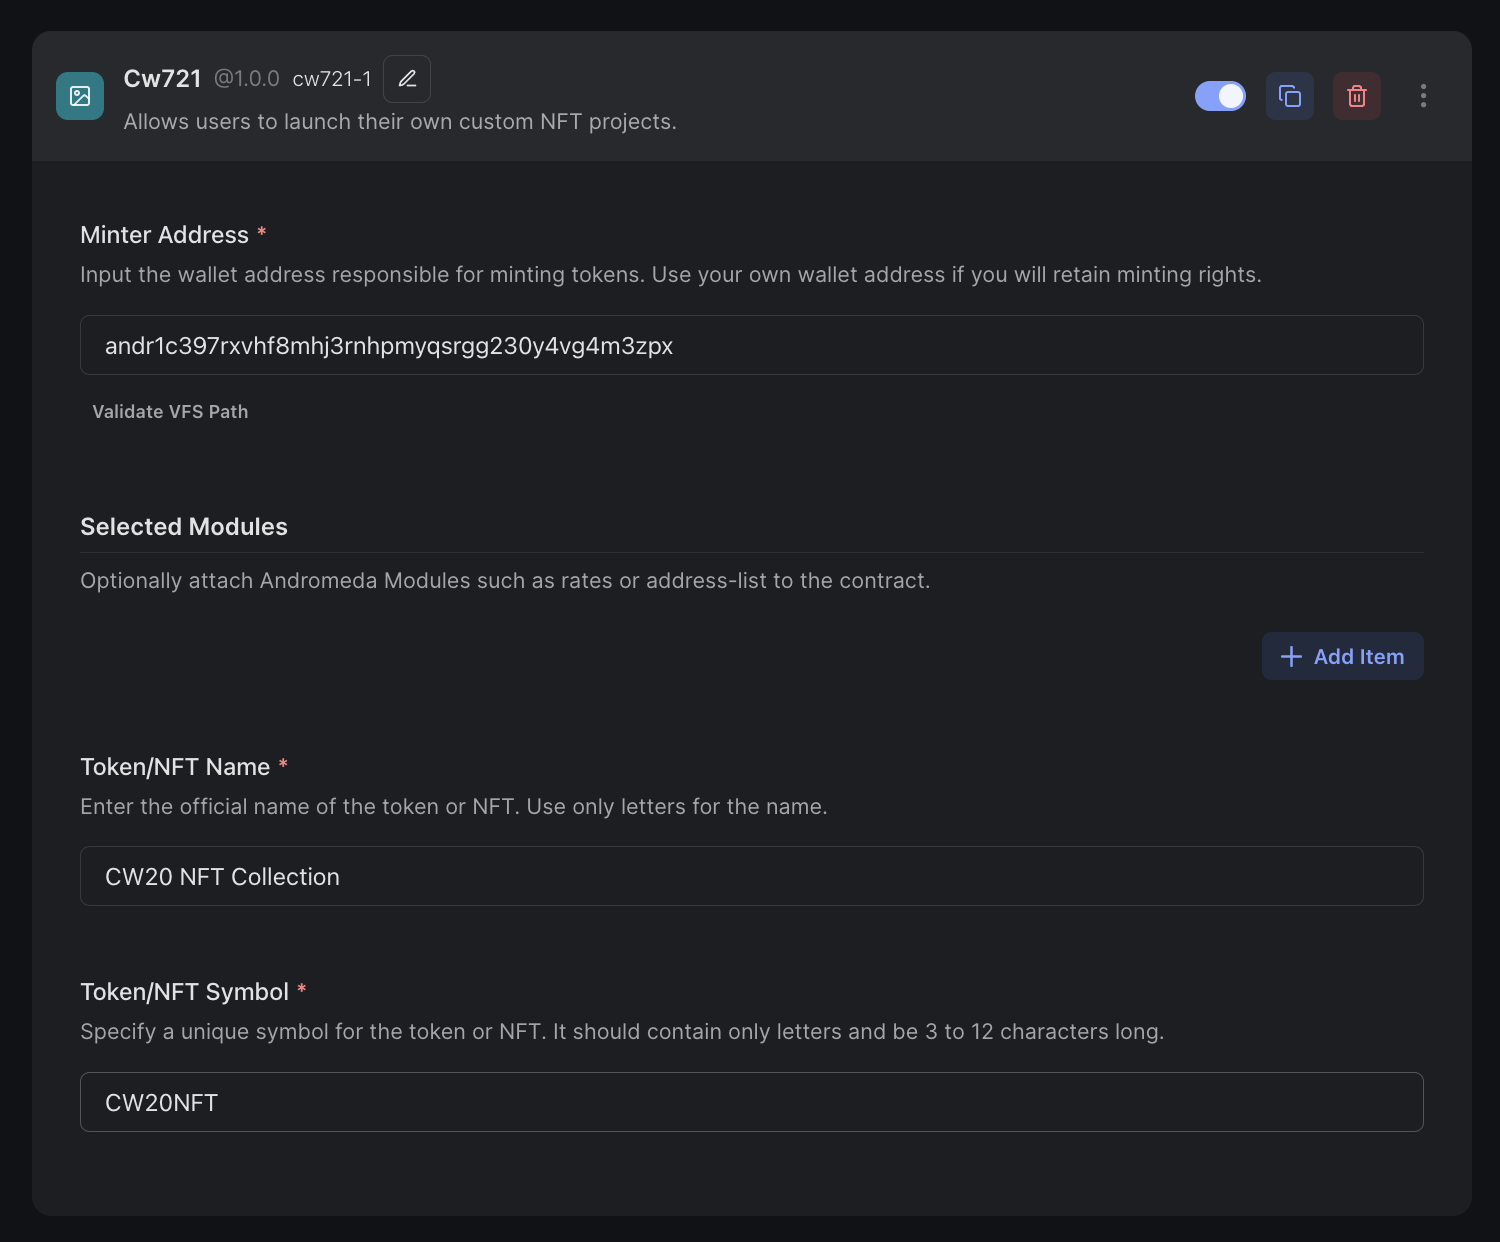 Cw721 @1.0.0 cw721-1
Allows users to launch their own custom NFT projects.
Minter Address *
Input the wallet address responsible for minting tokens. Use your own wallet address if you will retain minting rights.
andr1c397rxvhf8mhj3rnhpmyqsrgg230y4vg4m3zpx
Validate VFS Path
Selected Modules
Optionally attach Andromeda Modules such as rates or address-list to the contract.
Add Item
Token/NFT Name *
Enter the official name of the token or NFT. Use only letters for the name.
CW20 NFT Collection
Token/NFT Symbol *
Specify a unique symbol for the token or NFT. It should contain only letters and be 3 to 12 characters long.
CW20NFT